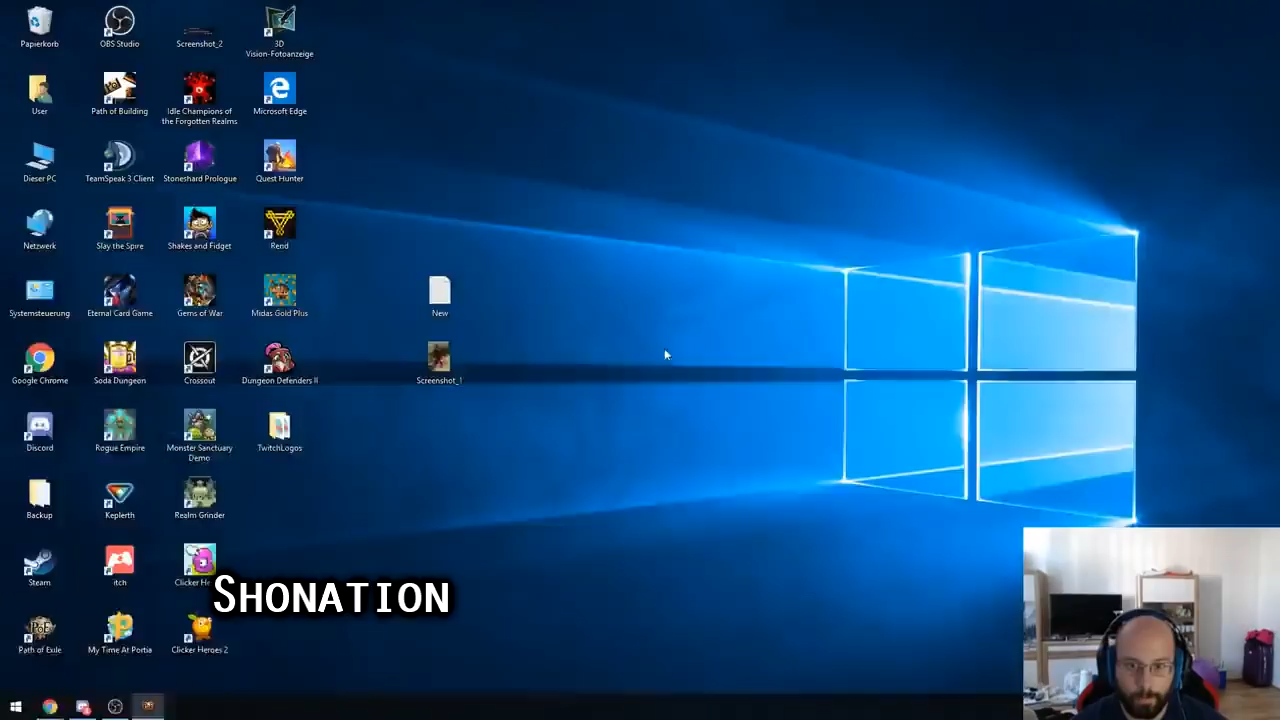 Papierkorb
OBS Studio
Screenshot_2
3D
Vision-Fotoanzeige
User
Path of Building
Idle Champions of
the Forgotten Realms
Microsoft Edge
Dieser PC
TeamSpeak 3 Client
Stoneshard Prologue
Quest Hunter
Netzwerk
Slay the Spire
Shakes and Fidget
Rend
Systemsteuerung
Eternal Card Game
Gems of War
Midas Gold Plus
New
Google Chrome
Soda Dungeon
Crossout
Dungeon Defenders II
Screenshot_1
Discord
Rogue Empire
Monster Sanctuary
Demo
TwitchLogos
Backup
Keplerth
Realm Grinder
Steam
itch
Clicker He
SHONATION
Path of Exile
My Time At Portia
Clicker Heroes 2